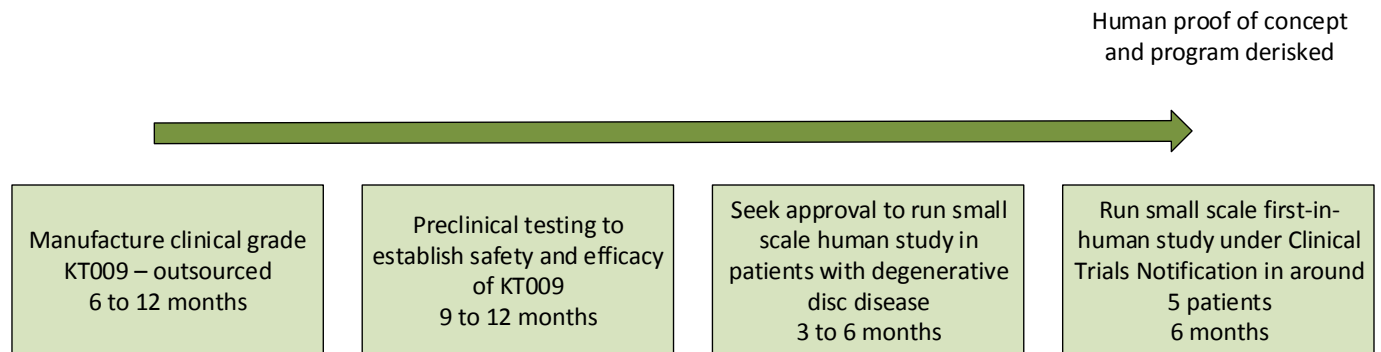 Human proof of concept
and program derisked
Manufacture clinical grade
KT009 – outsourced
6 to 12 months
Preclinical testing to
establish safety and efficacy
of KT009
9 to 12 months
Seek approval to run small
scale human study in
patients with degenerative
disc disease
3 to 6 months
Run small scale first-in-
human study under Clinical
Trials Notification in around
5 patients
6 months